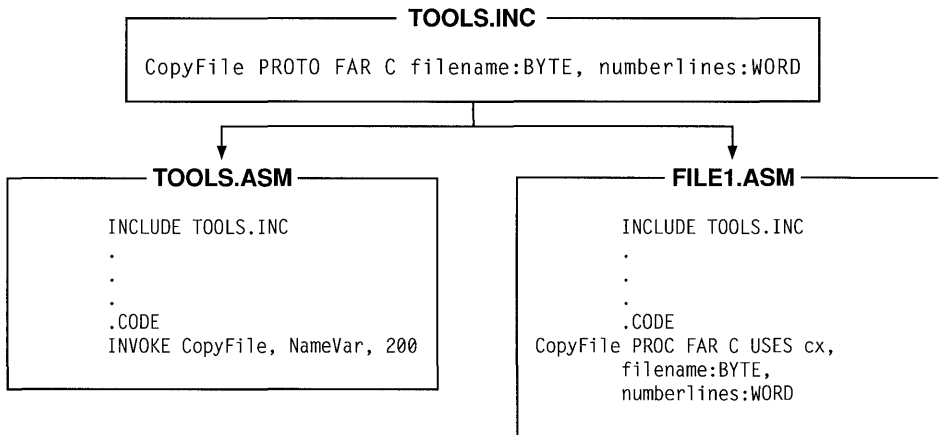 TOOLS.INC
CopyFile PROTO FAR C filename:BYTE, numberlines:WORD
TOOLS.ASM
INCLUDE TOOLS.INC
.
.
.
.CODE
INVOKE CopyFile, NameVar, 200
FILE1.ASM
INCLUDE TOOLS.INC
.
.
.
.CODE
CopyFile PROC FAR C USES cx,
filename:BYTE,
numberlines:WORD